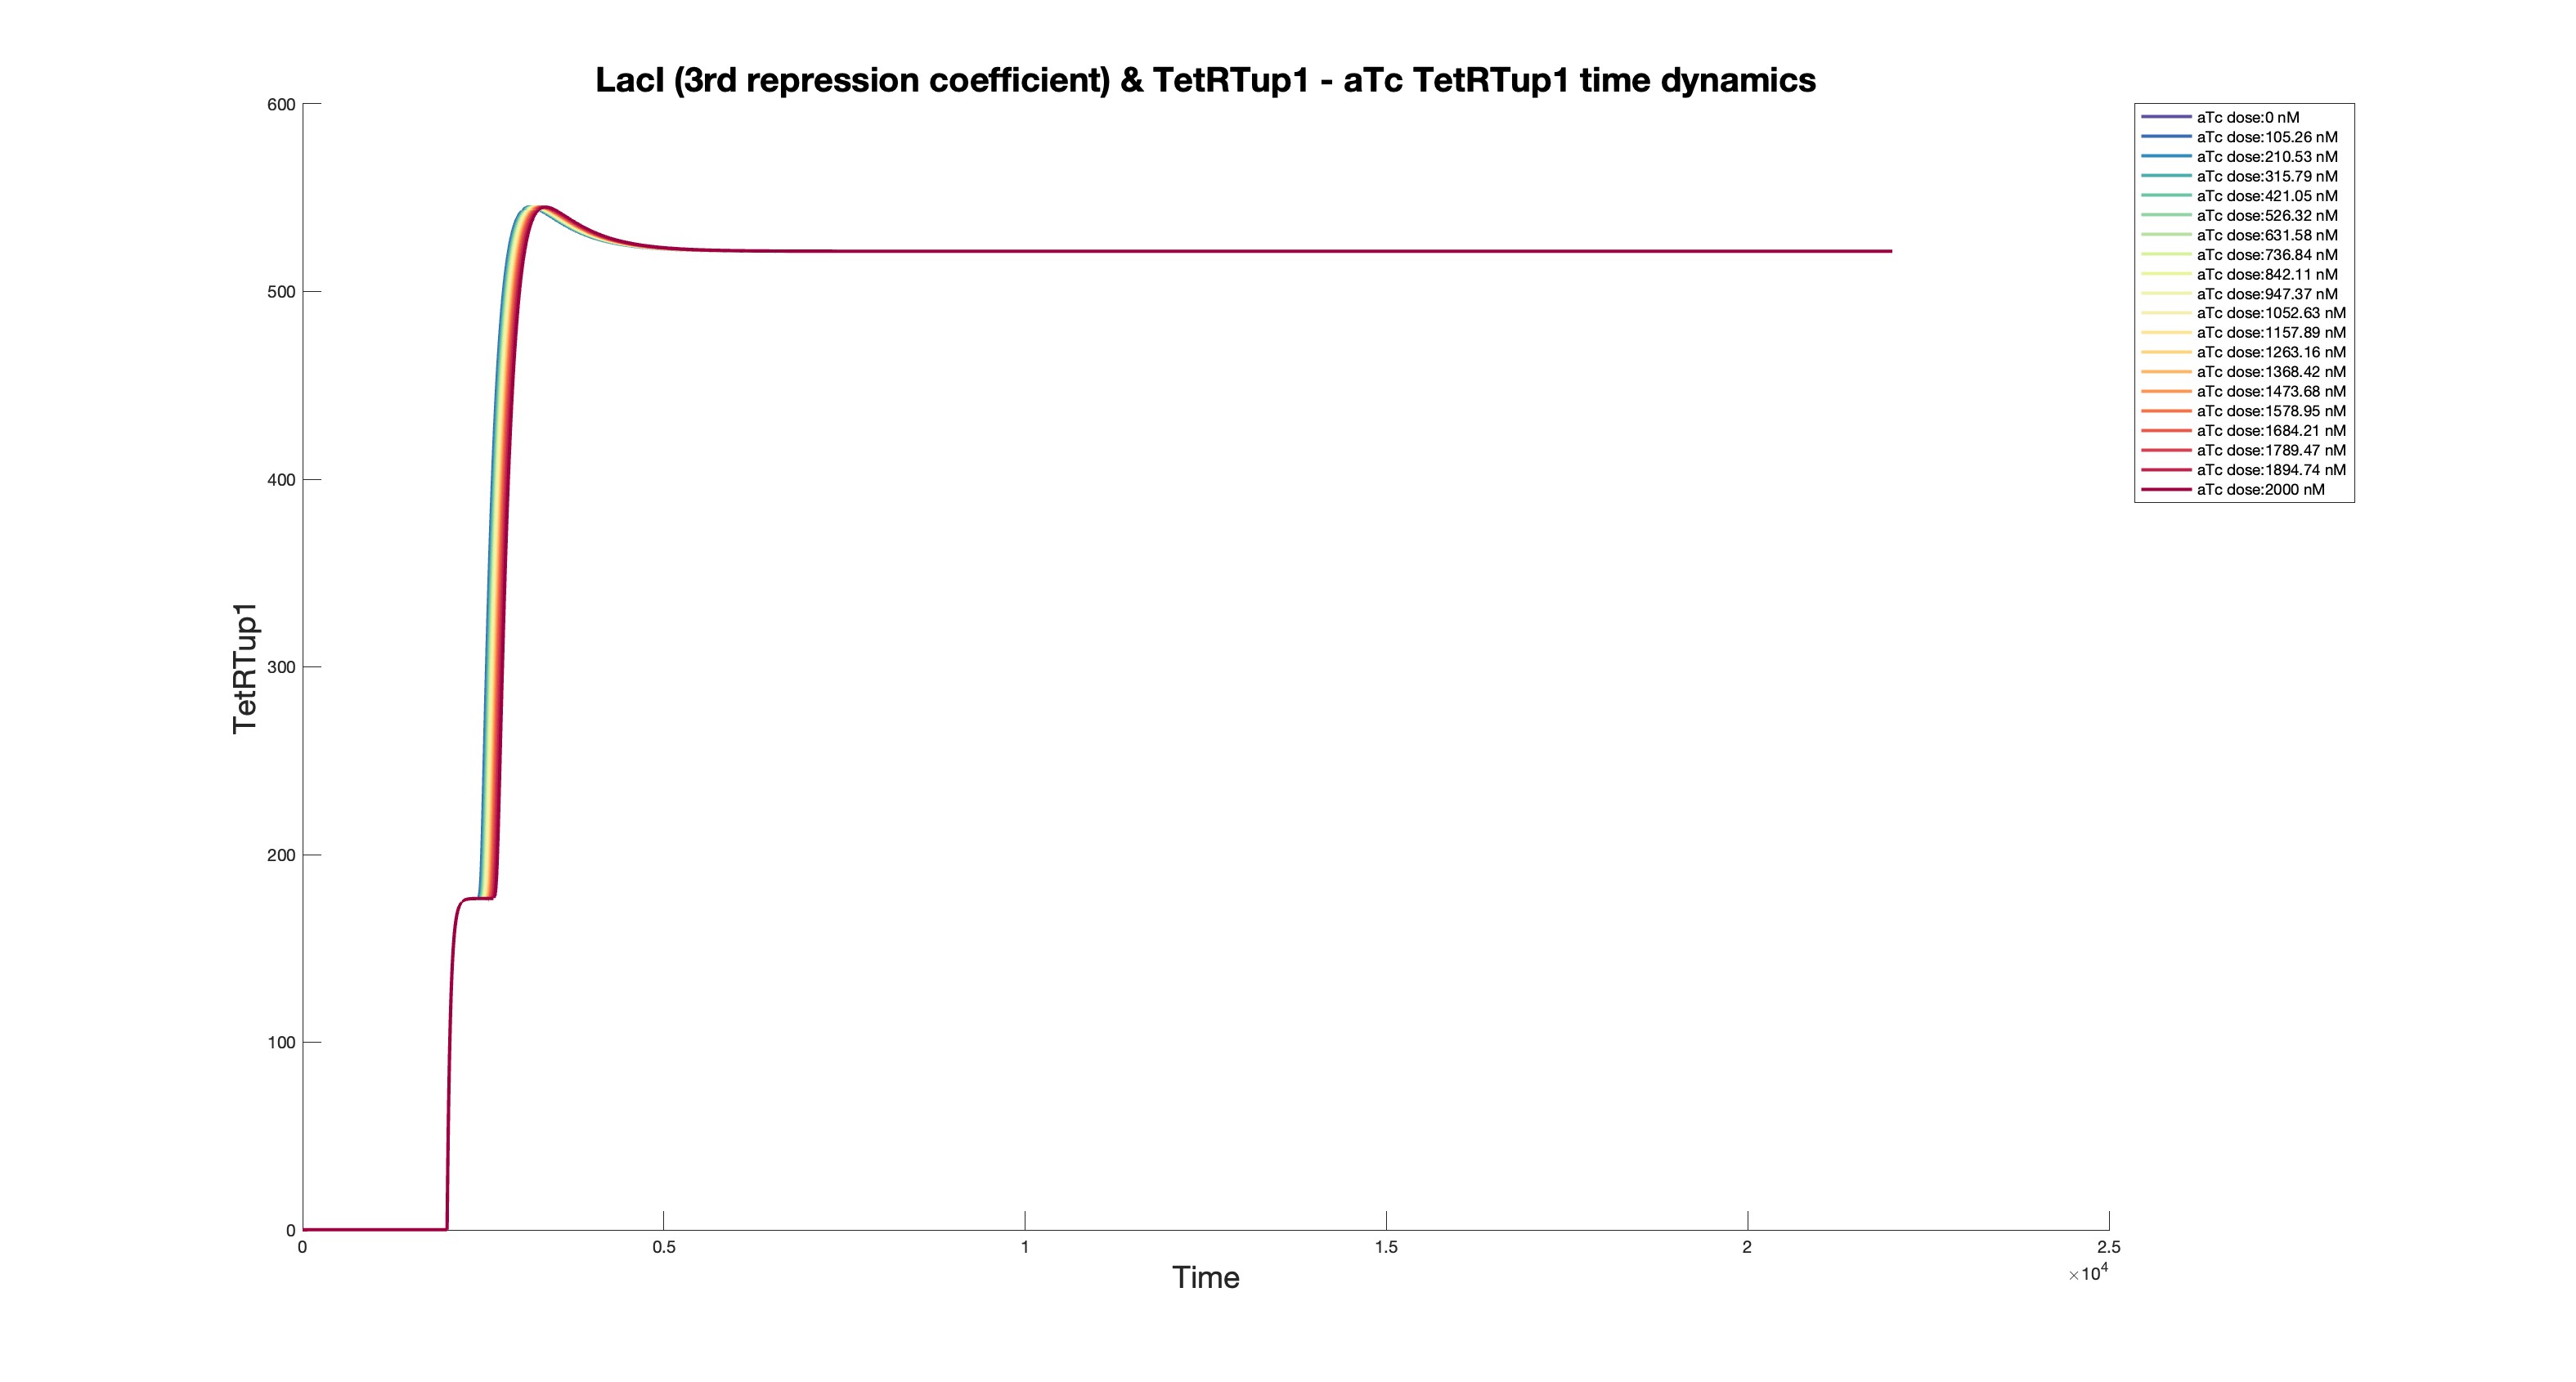 LacI (3rd repression coefficient) & TetRTup1 - aTc TetRTup1 time dynamics
600
500
400
300
200
100
0
TetRTup1
0 0.5 1 1.5 2 2.5
×10⁴
Time
aTc dose:0 nM
aTc dose:105.26 nM
aTc dose:210.53 nM
aTc dose:315.79 nM
aTc dose:421.05 nM
aTc dose:526.32 nM
aTc dose:631.58 nM
aTc dose:736.84 nM
aTc dose:842.11 nM
aTc dose:947.37 nM
aTc dose:1052.63 nM
aTc dose:1157.89 nM
aTc dose:1263.16 nM
aTc dose:1368.42 nM
aTc dose:1473.68 nM
aTc dose:1578.95 nM
aTc dose:1684.21 nM
aTc dose:1789.47 nM
aTc dose:1894.74 nM
aTc dose:2000 nM